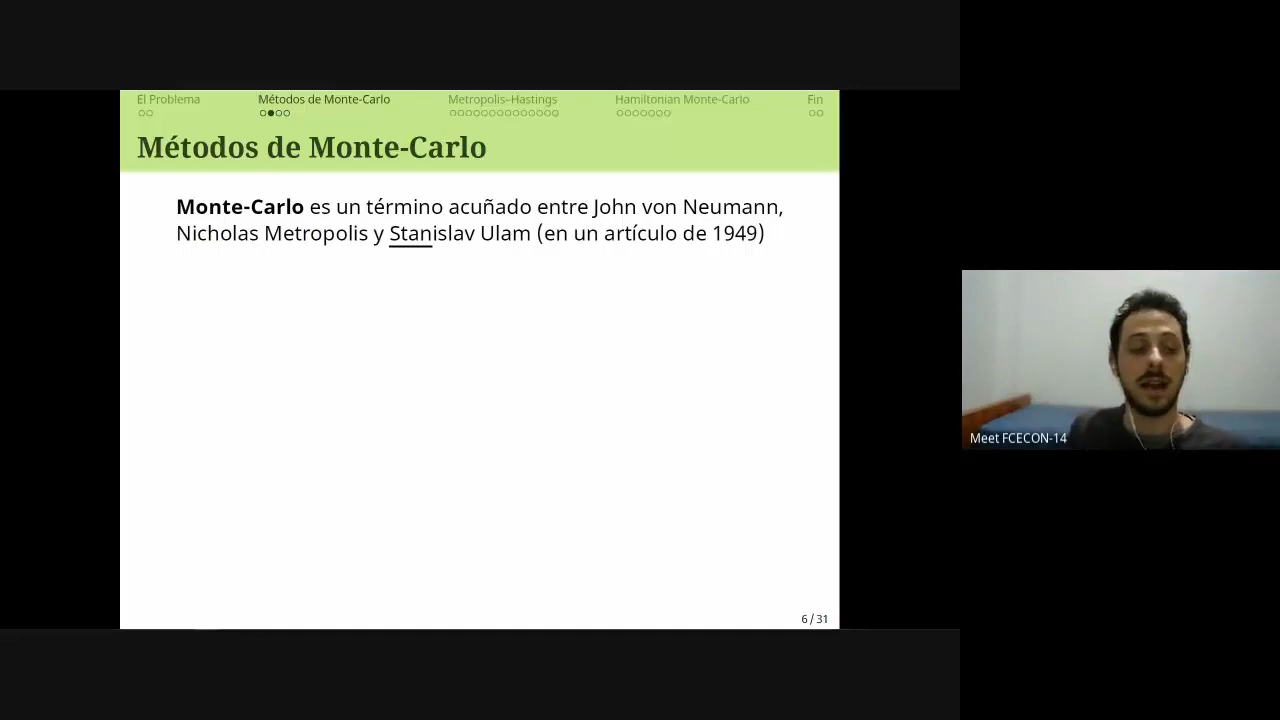 El Problema
Métodos de Monte-Carlo
Metropolis–Hastings
Hamiltonian Monte-Carlo
Fin
Métodos de Monte-Carlo
Monte-Carlo es un término acuñado entre John von Neumann,
Nicholas Metropolis y Stanislav Ulam (en un artículo de 1949)
Meet FCECON-14
6 / 31